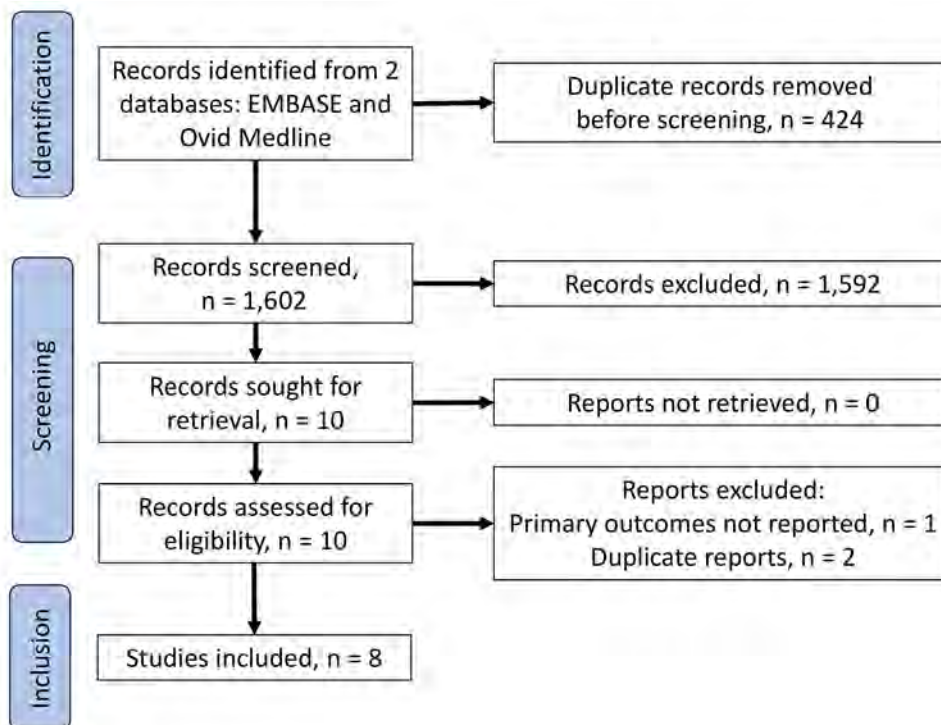 Identification
Records identified from 2
databases: EMBASE and
Ovid Medline
Duplicate records removed
before screening, n = 424
Screening
Records screened,
n = 1,602
Records excluded, n = 1,592
Records sought for
retrieval, n = 10
Reports not retrieved, n = 0
Records assessed for
eligibility, n = 10
Reports excluded:
Primary outcomes not reported, n = 1
Duplicate reports, n = 2
Inclusion
Studies included, n = 8